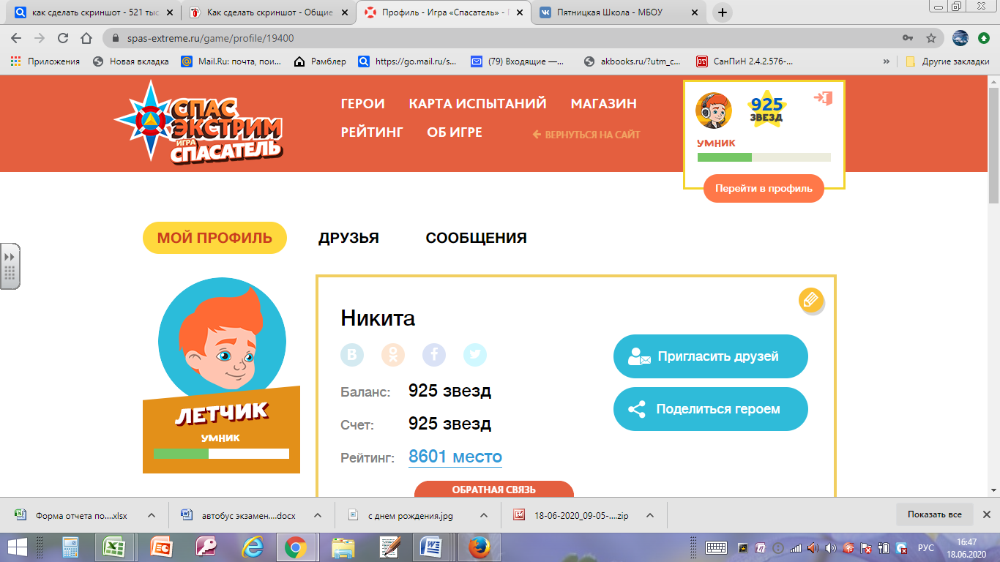 как сделать скриншот - 521 тыс
Как сделать скриншот - Общие
Профиль - Игра «Спасатель» - Г
Пятницкая Школа - МБОУ
spas-extreme.ru/game/profile/19400
Приложения
Новая вкладка
Mail.Ru: почта, пои...
Рамблер
https://go.mail.ru/s...
(79) Входящие —...
akbooks.ru/?utm_c...
СанПиН 2.4.2.576-...
»
Другие закладки
СПАС
ЭКСТРИМ
ИГРА
СПАСАТЕЛЬ
ГЕРОИ
КАРТА ИСПЫТАНИЙ
МАГАЗИН
РЕЙТИНГ
ОБ ИГРЕ
ВЕРНУТЬСЯ НА САЙТ
925
ЗВЕЗД
УМНИК
Перейти в профиль
МОЙ ПРОФИЛЬ
ДРУЗЬЯ
СООБЩЕНИЯ
ЛЕТЧИК
УМНИК
Никита
Баланс: 925 звезд
Счет: 925 звезд
Рейтинг: 8601 место
Пригласить друзей
Поделиться героем
ОБРАТНАЯ СВЯЗЬ
Форма отчета по....xlsx
автобус экзамен....docx
с днем рождения.jpg
18-06-2020_09-05-....zip
Показать все
РУС
16:47
18.06.2020